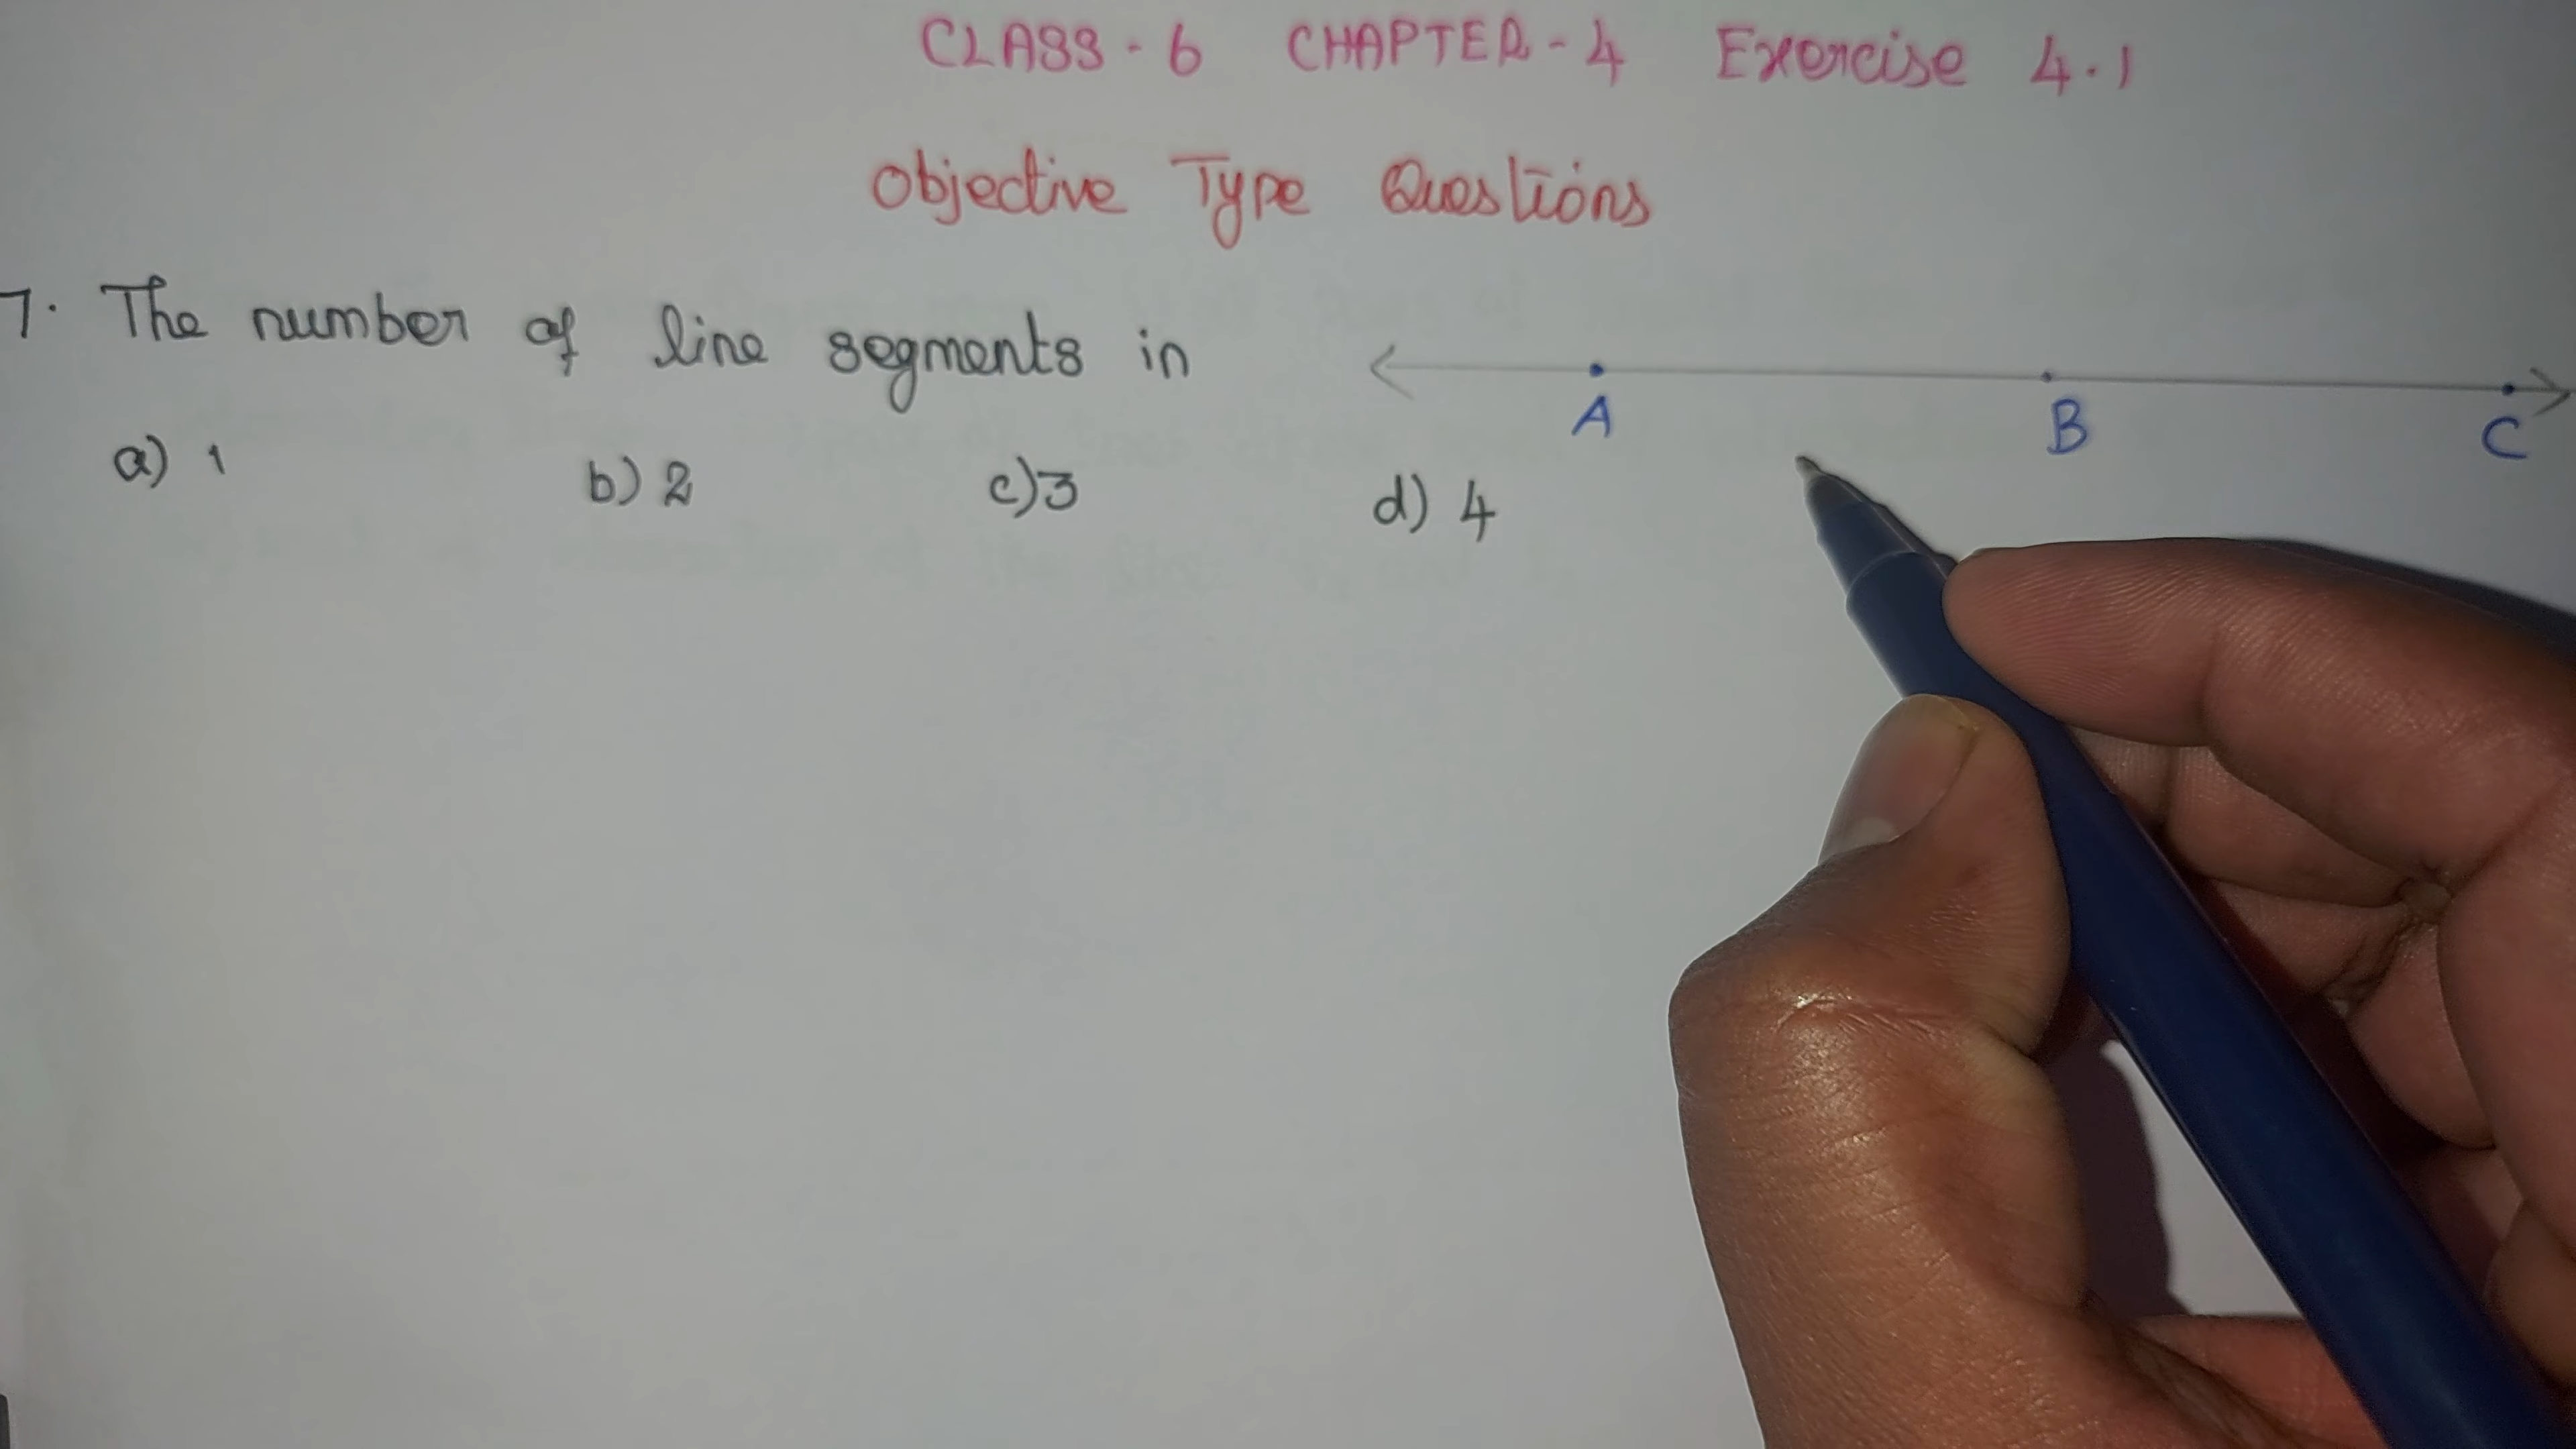 CLASS - 6 CHAPTER - 4 Exercise 4.1
Objective Type Questions
7. The number of line segments in
A B C
a) 1 b) 2 c) 3 d) 4